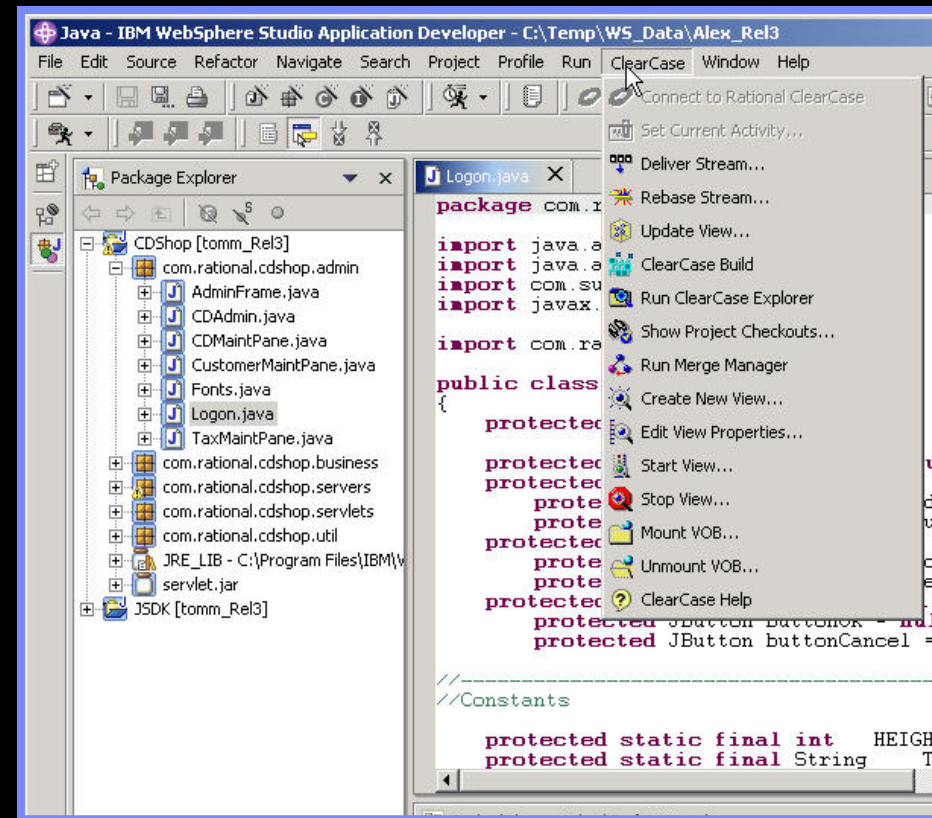 Java - IBM WebSphere Studio Application Developer - C:\Temp\WS_Data\Alex_Rel3
File Edit Source Refactor Navigate Search Project Profile Run ClearCase Window Help
Connect to Rational ClearCase
Set Current Activity...
Deliver Stream...
Rebase Stream...
Update View...
ClearCase Build
Run ClearCase Explorer
Show Project Checkouts...
Run Merge Manager
Create New View...
Edit View Properties...
Start View...
Stop View...
Mount VOB...
Unmount VOB...
ClearCase Help
Package Explorer
CDShop [tomm_Rel3]
com.rational.cdshop.admin
AdminFrame.java
CDAdmin.java
CDMaintPane.java
CustomerMaintPane.java
Fonts.java
Logon.java
TaxMaintPane.java
com.rational.cdshop.business
com.rational.cdshop.servers
com.rational.cdshop.servlets
com.rational.cdshop.util
JRE_LIB - C:\Program Files\IBM\
servlet.jar
JSDK [tomm_Rel3]
Logon.java
package com.r
import java.a
import java.a
import com.su
import javax.
import com.ra
public class
{
protected
protected
protected
prote
prote
protected
prote
prote
protected
protected JButton buttonOK = nul
protected JButton buttonCancel =
//Constants
protected static final int HEIGH
protected static final String T